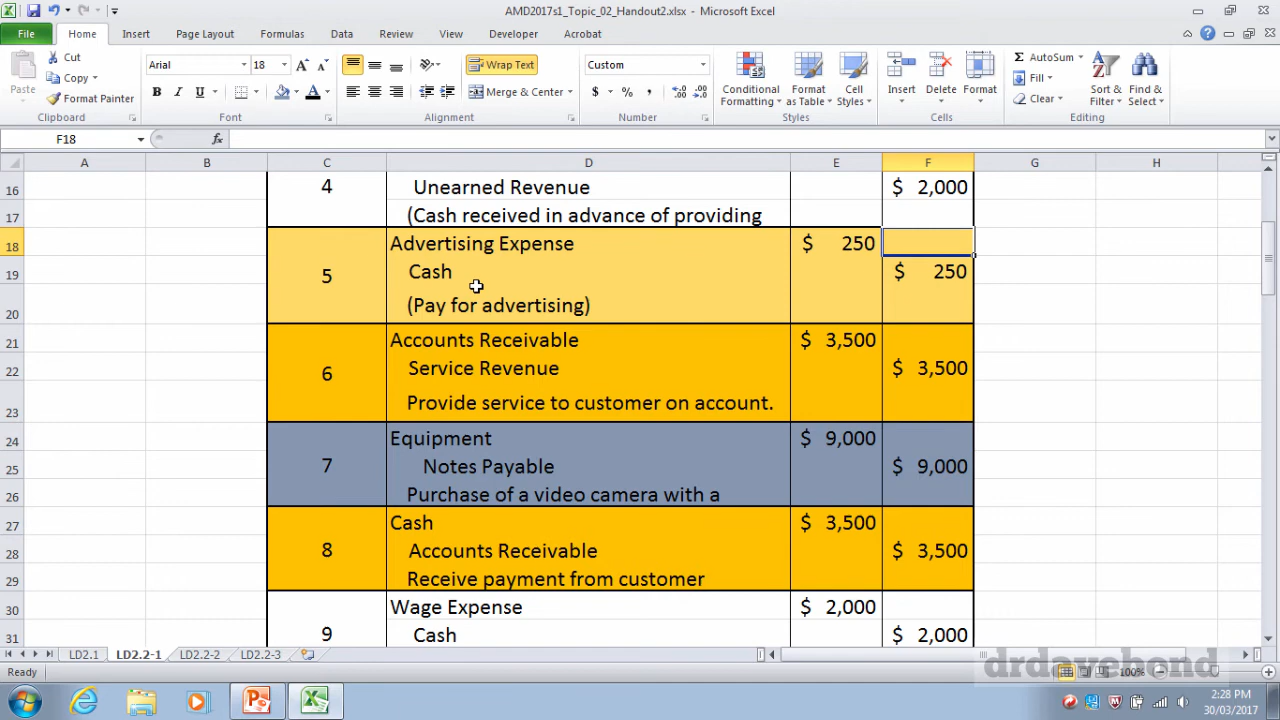 AMD2017s1_Topic_02_Handout2.xlsx - Microsoft Excel
File Home Insert Page Layout Formulas Data Review View Developer Acrobat
Paste Cut Copy Format Painter Clipboard
Arial 18 A A B I U A Font
Wrap Text Merge & Center Alignment
Custom $ % , .00 .00 Number
Conditional Formatting Format as Table Cell Styles Styles
Insert Delete Format Cells
Σ AutoSum Fill Clear Sort & Filter Find & Select Editing
F18 fx
A B C D E F G H
16 4 Unearned Revenue $ 2,000
17 (Cash received in advance of providing
18 Advertising Expense $ 250
19 5 Cash $ 250
20 (Pay for advertising)
21 Accounts Receivable $ 3,500
22 6 Service Revenue $ 3,500
23 Provide service to customer on account.
24 Equipment $ 9,000
25 7 Notes Payable $ 9,000
26 Purchase of a video camera with a
27 Cash $ 3,500
28 8 Accounts Receivable $ 3,500
29 Receive payment from customer
30 Wage Expense $ 2,000
31 9 Cash $ 2,000
LD2.1 LD2.2-1 LD2.2-2 LD2.2-3
drdavebond
Ready 100%
2:28 PM
30/03/2017